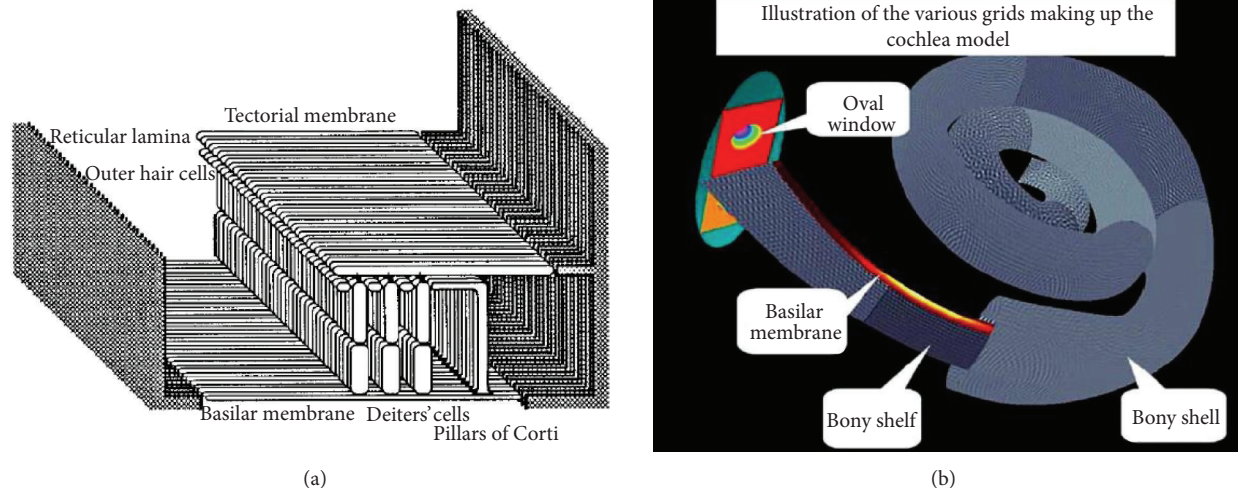 Tectorial membrane
Reticular lamina
Outer hair cells
Basilar membrane
Deiters' cells
Pillars of Corti
(a)
Illustration of the various grids making up the
cochlea model
Oval
window
Basilar
membrane
Bony shelf
Bony shell
(b)